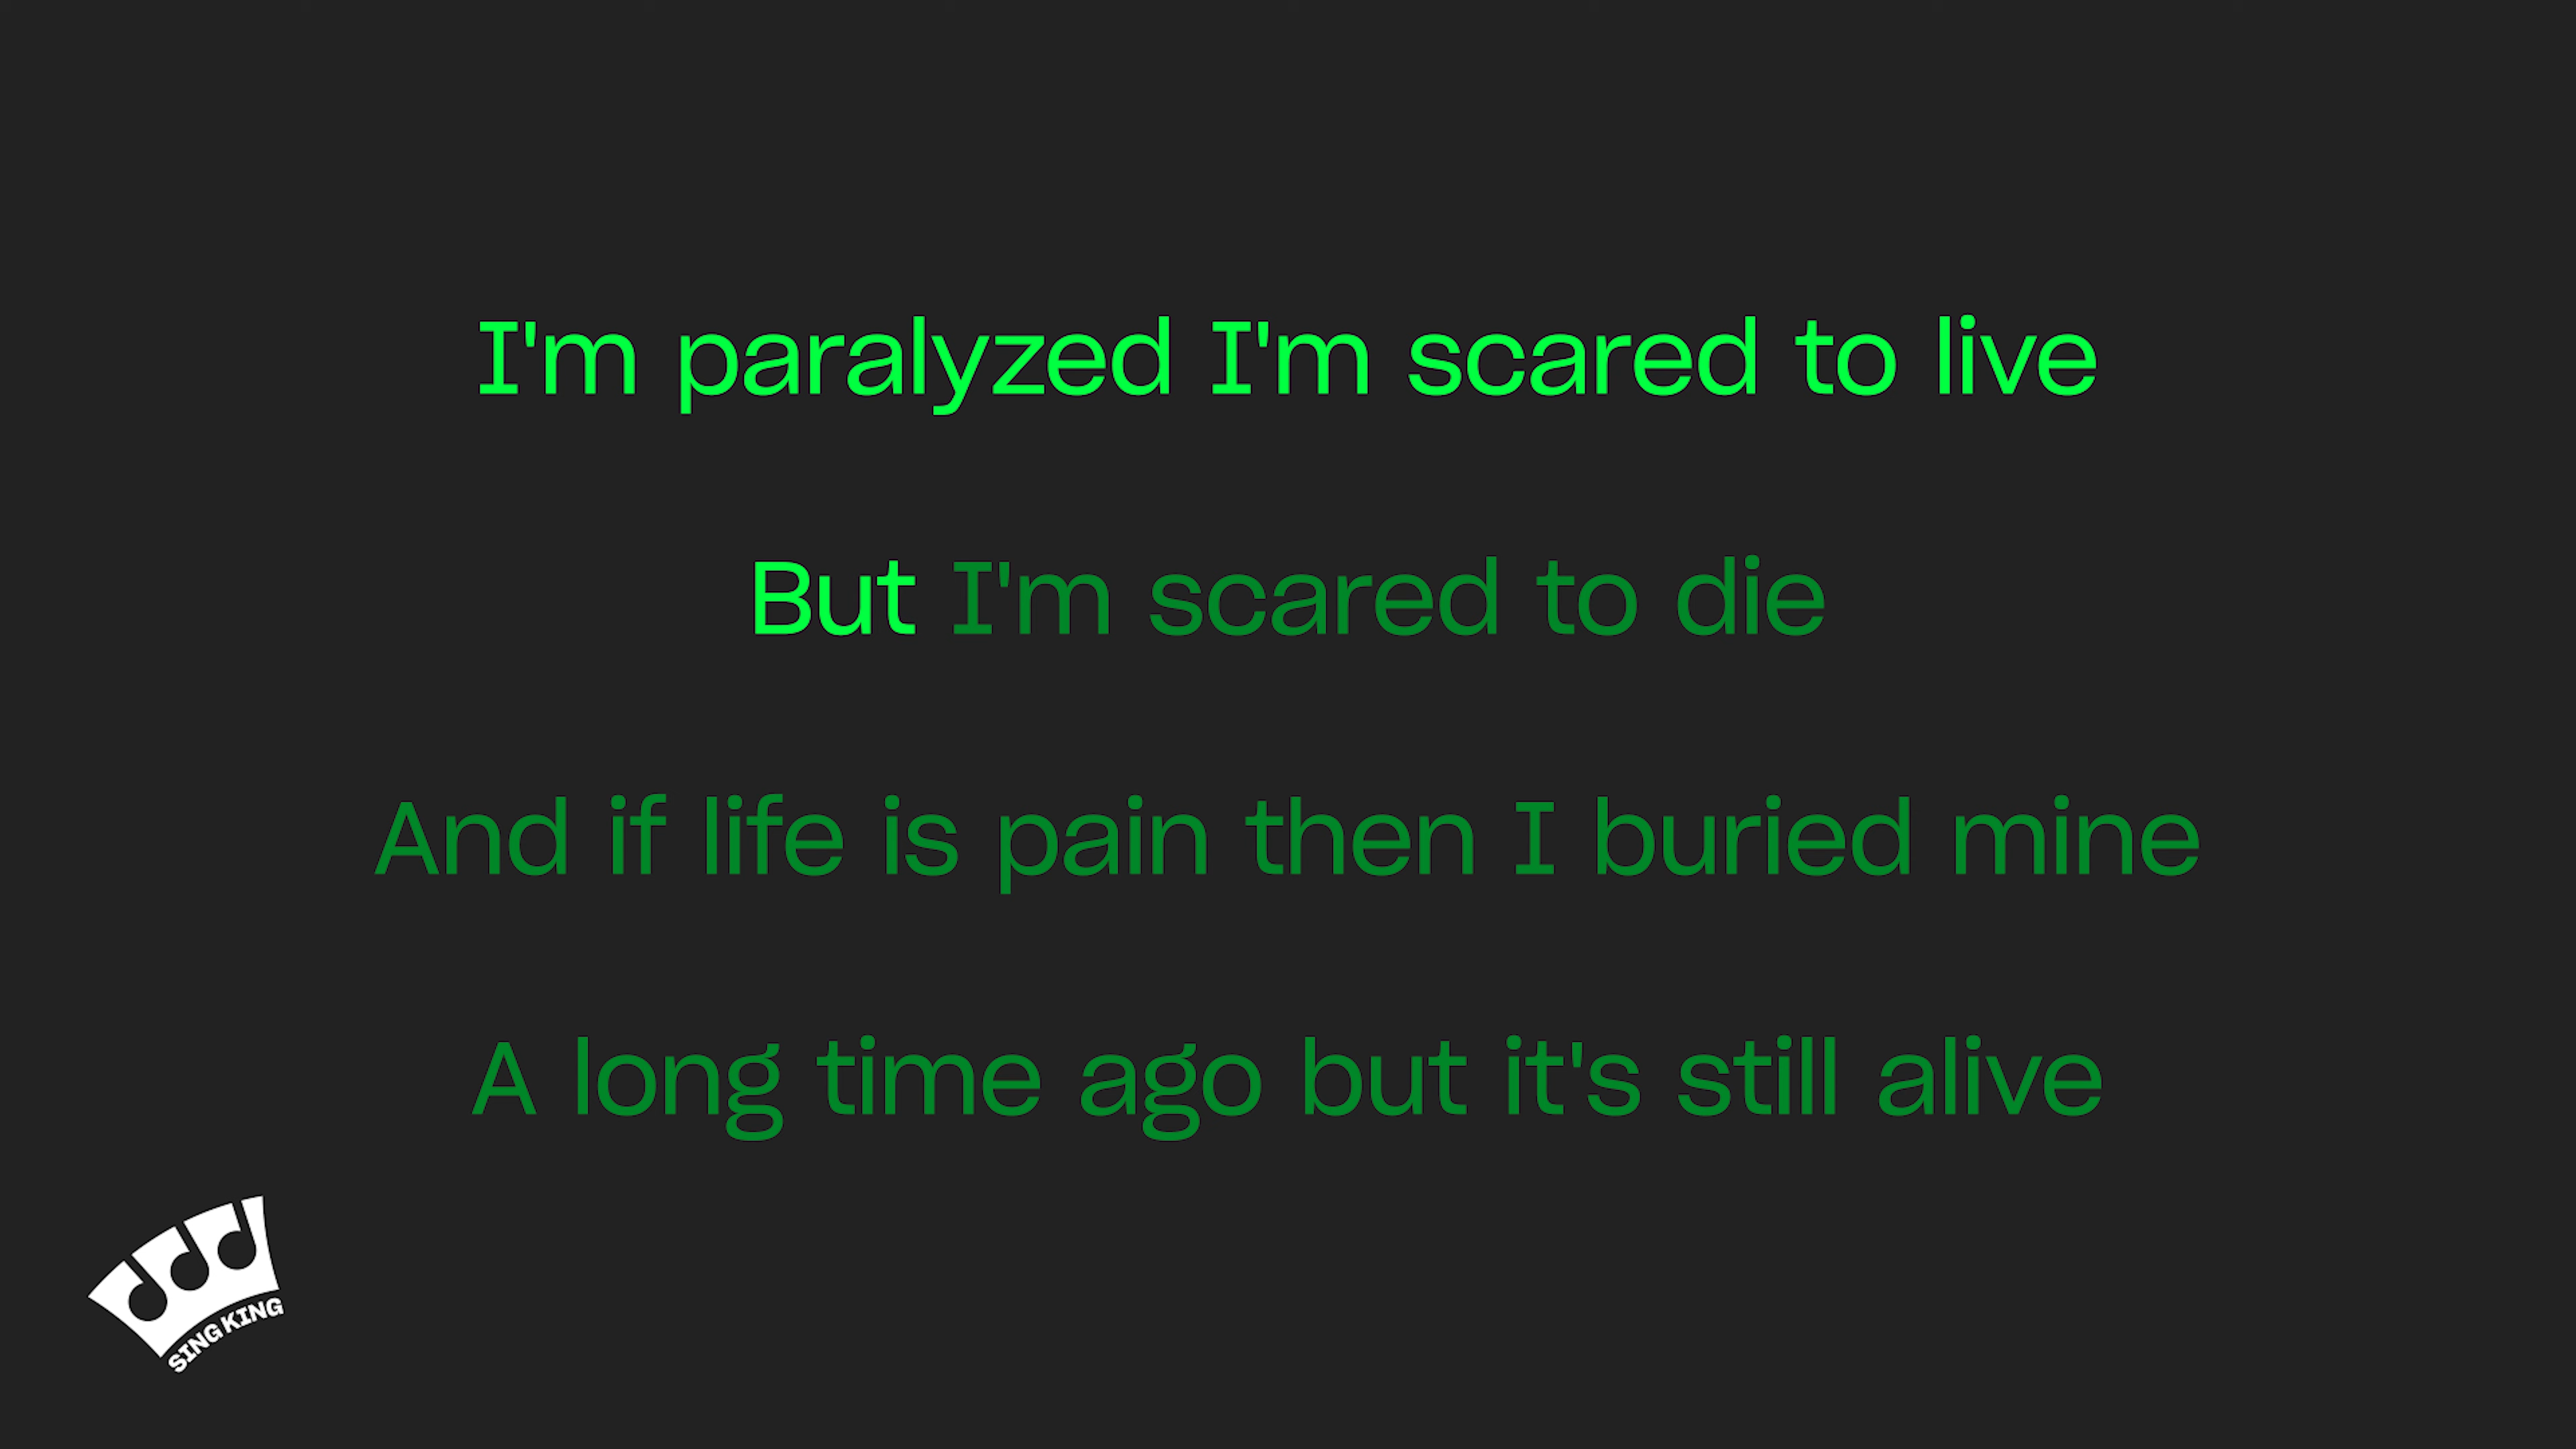 I'm paralyzed I'm scared to live
But I'm scared to die
And if life is pain then I buried mine
A long time ago but it's still alive
SING KING